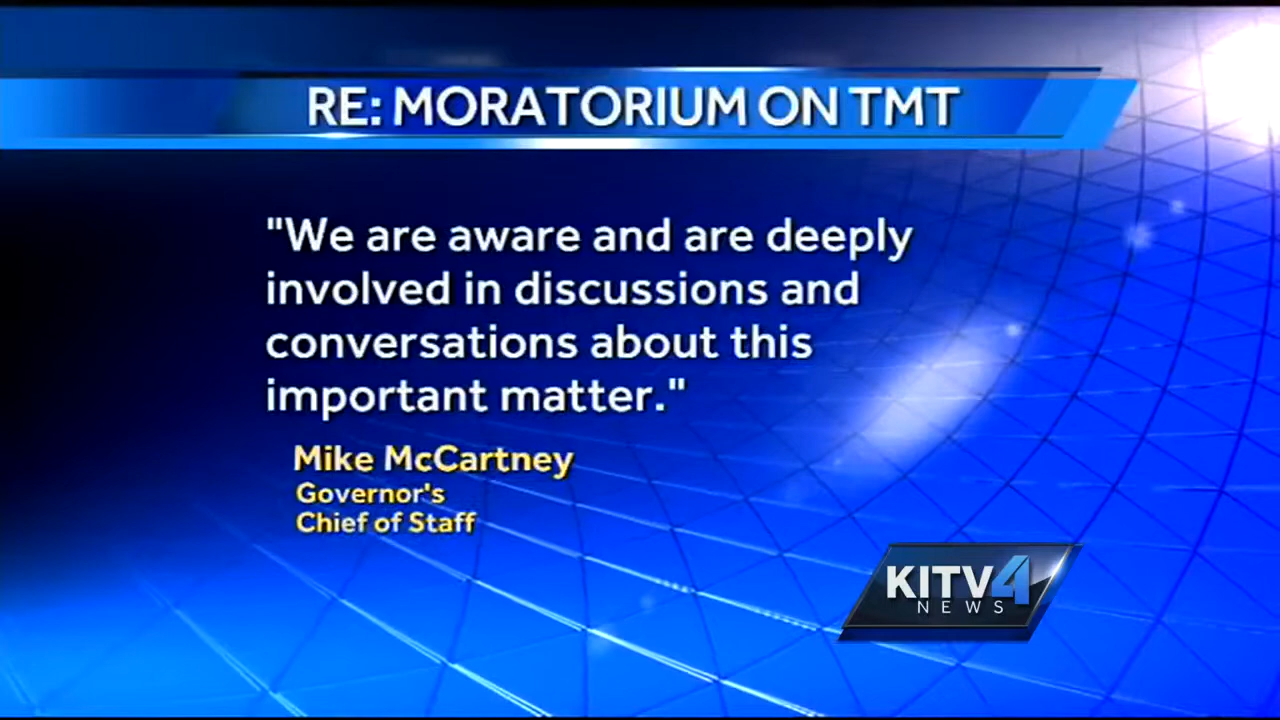 RE: MORATORIUM ON TMT
"We are aware and are deeply
involved in discussions and
conversations about this
important matter."
Mike McCartney
Governor's
Chief of Staff
KITV4
NEWS